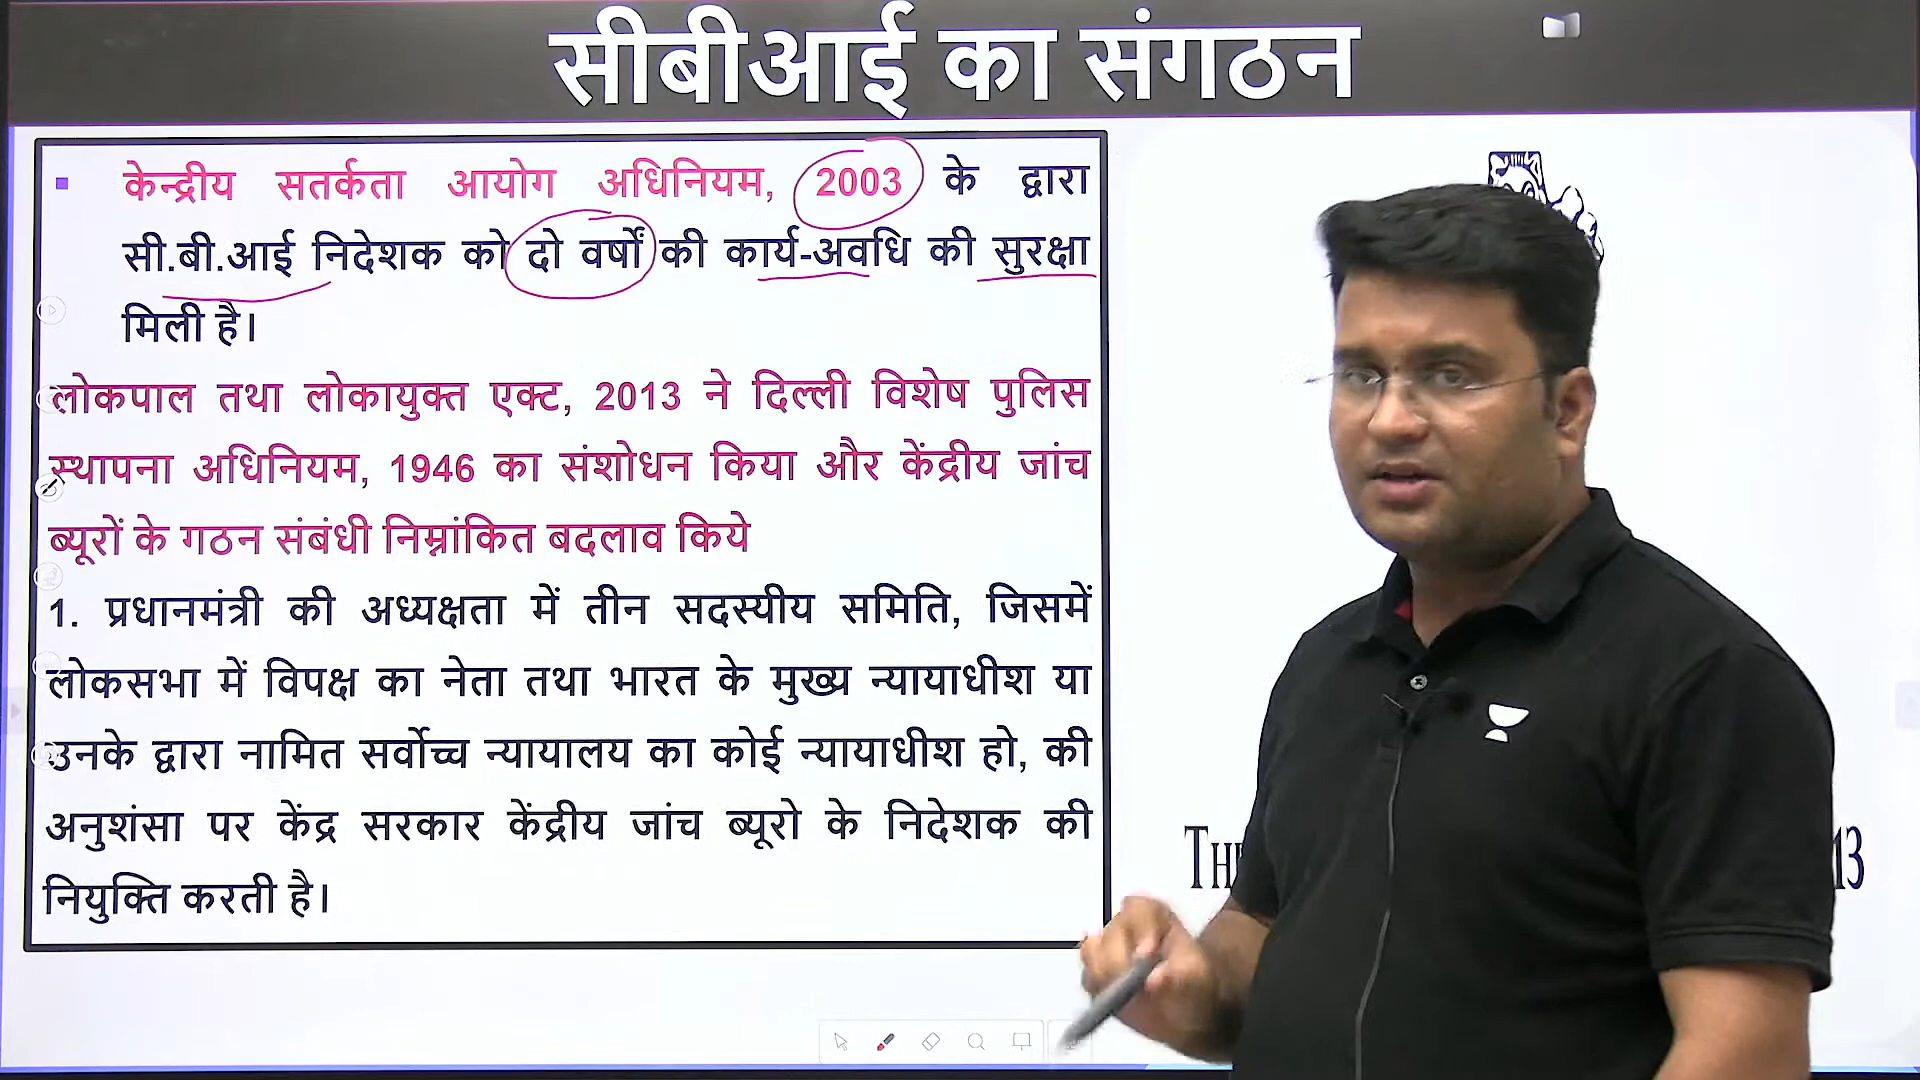 सीबीआई का संगठन
▪ केन्द्रीय सतर्कता आयोग अधिनियम, 2003 के द्वारा
सी.बी.आई निदेशक को दो वर्षों की कार्य-अवधि की सुरक्षा
मिली है।
लोकपाल तथा लोकायुक्त एक्ट, 2013 ने दिल्ली विशेष पुलिस
स्थापना अधिनियम, 1946 का संशोधन किया और केंद्रीय जांच
ब्यूरों के गठन संबंधी निम्नांकित बदलाव किये
1. प्रधानमंत्री की अध्यक्षता में तीन सदस्यीय समिति, जिसमें
लोकसभा में विपक्ष का नेता तथा भारत के मुख्य न्यायाधीश या
उनके द्वारा नामित सर्वोच्च न्यायालय का कोई न्यायाधीश हो, की
अनुशंसा पर केंद्र सरकार केंद्रीय जांच ब्यूरो के निदेशक की
नियुक्ति करती है।